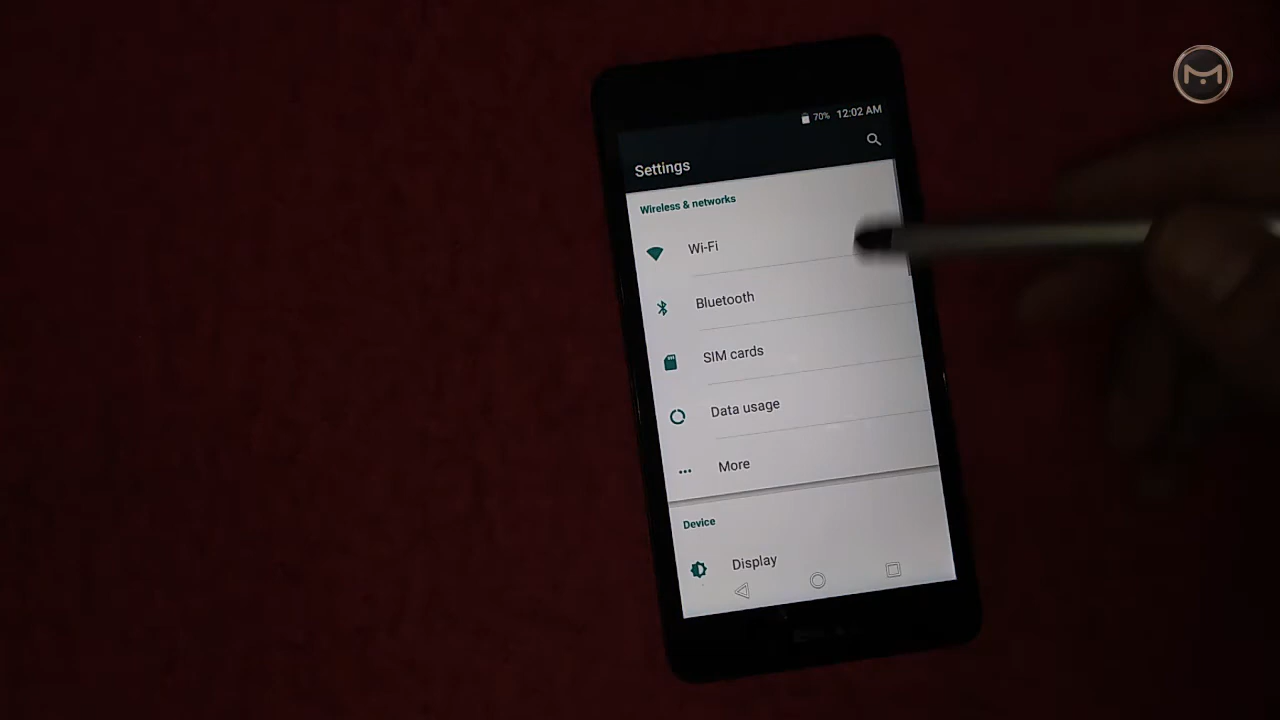 70% 12:02 AM
Settings
Wireless & networks
Wi-Fi
Bluetooth
SIM cards
Data usage
More
Device
Display